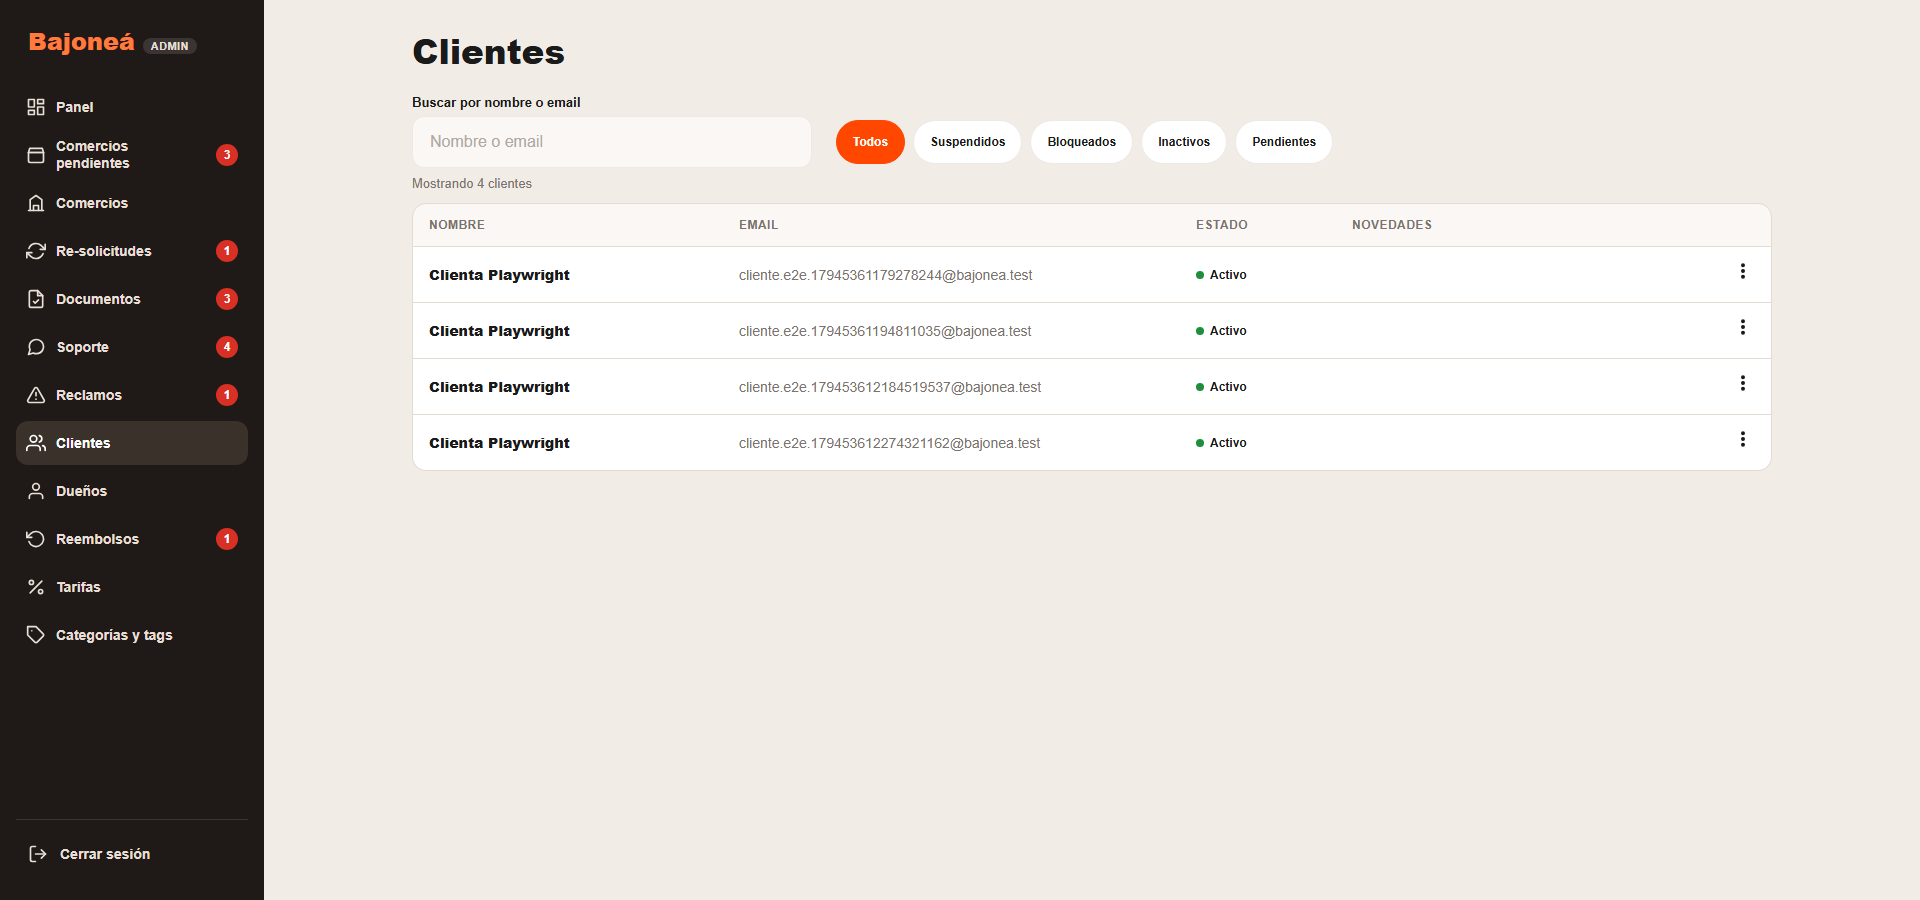 Bajoneá ADMIN
Panel
Comercios
pendientes
3
Comercios
Re-solicitudes 1
Documentos 3
Soporte 4
Reclamos 1
Clientes
Dueños
Reembolsos 1
Tarifas
Categorías y tags
Cerrar sesión
Clientes
Buscar por nombre o email
Nombre o email
Todos Suspendidos Bloqueados Inactivos Pendientes
Mostrando 4 clientes
NOMBRE EMAIL ESTADO NOVEDADES
Clienta Playwright cliente.e2e.17945361179278244@bajonea.test Activo
Clienta Playwright cliente.e2e.17945361194811035@bajonea.test Activo
Clienta Playwright cliente.e2e.179453612184519537@bajonea.test Activo
Clienta Playwright cliente.e2e.179453612274321162@bajonea.test Activo